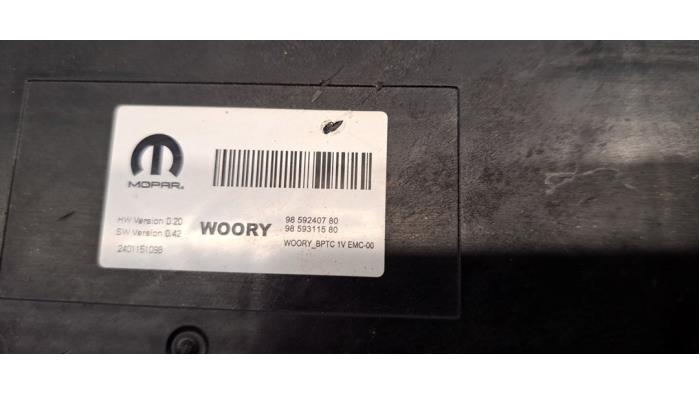 MOPAR®
HW Version 0.20
SW Version 0.42
2401151098
WOORY
98 592407 80
98 593115 80
WOORY_BPTC 1V EMC-00